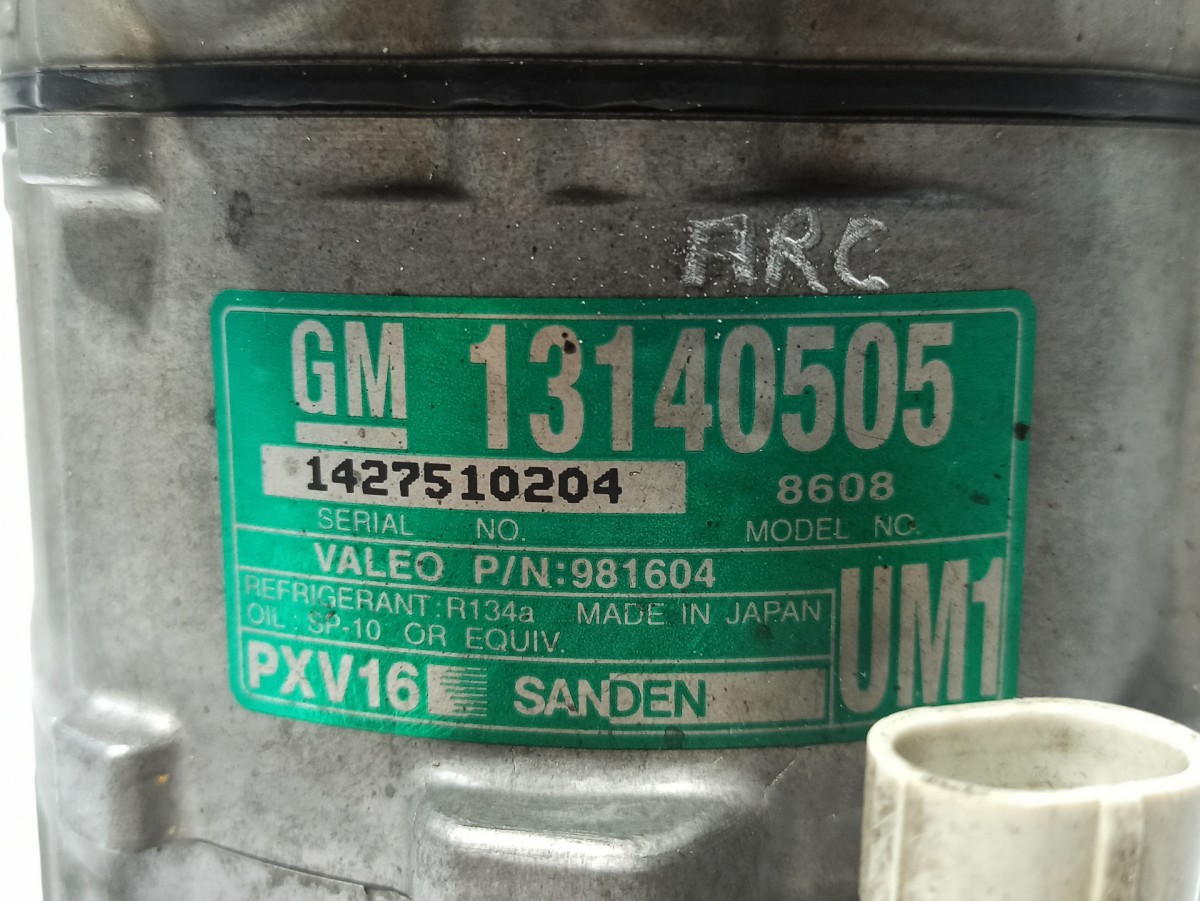 ARC
GM 13140505
1427510204 8608
SERIAL NO. MODEL NO.
VALEO P/N:981604
REFRIGERANT:R134a MADE IN JAPAN
OIL : SP-10 OR EQUIV.
UM1
PXV16 SANDEN